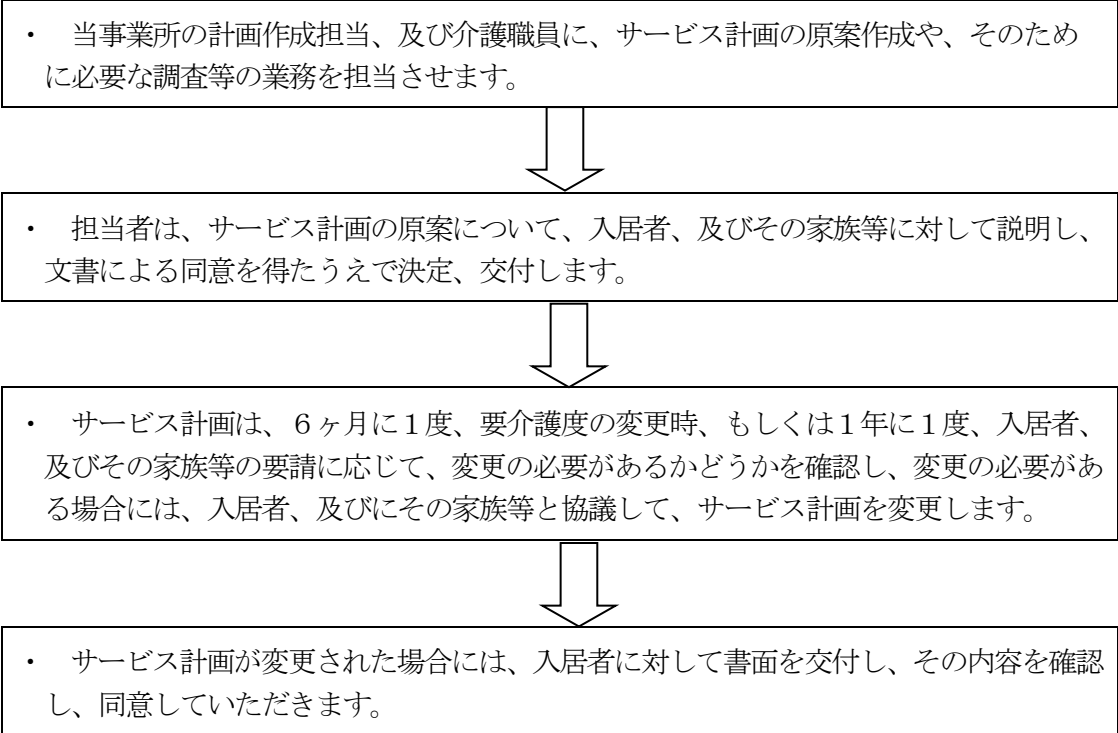 ・　当事業所の計画作成担当、及び介護職員に、サービス計画の原案作成や、そのため
に必要な調査等の業務を担当させます。
・　担当者は、サービス計画の原案について、入居者、及びその家族等に対して説明し、
文書による同意を得たうえで決定、交付します。
・　サービス計画は、６ヶ月に１度、要介護度の変更時、もしくは１年に１度、入居者、
及びその家族等の要請に応じて、変更の必要があるかどうかを確認し、変更の必要があ
る場合には、入居者、及びにその家族等と協議して、サービス計画を変更します。
・　サービス計画が変更された場合には、入居者に対して書面を交付し、その内容を確認
し、同意していただきます。